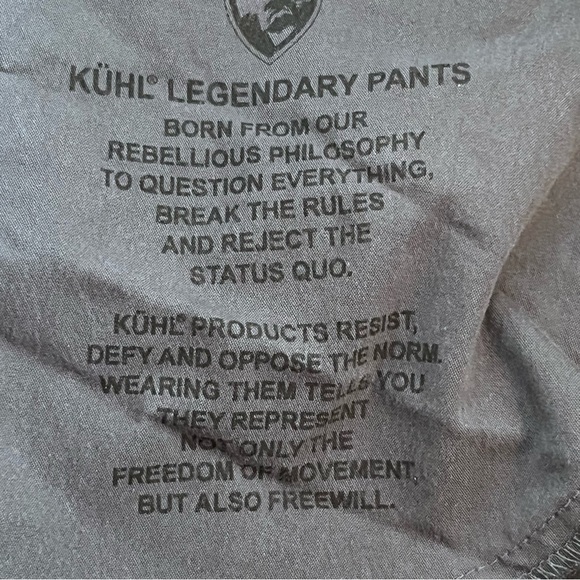 KÜHL® LEGENDARY PANTS
BORN FROM OUR
REBELLIOUS PHILOSOPHY
TO QUESTION EVERYTHING,
BREAK THE RULES
AND REJECT THE
STATUS QUO.
KÜHL® PRODUCTS RESIST,
DEFY AND OPPOSE THE NORM.
WEARING THEM TELLS YOU
THEY REPRESENT
NOT ONLY THE
FREEDOM OF MOVEMENT
BUT ALSO FREEWILL.